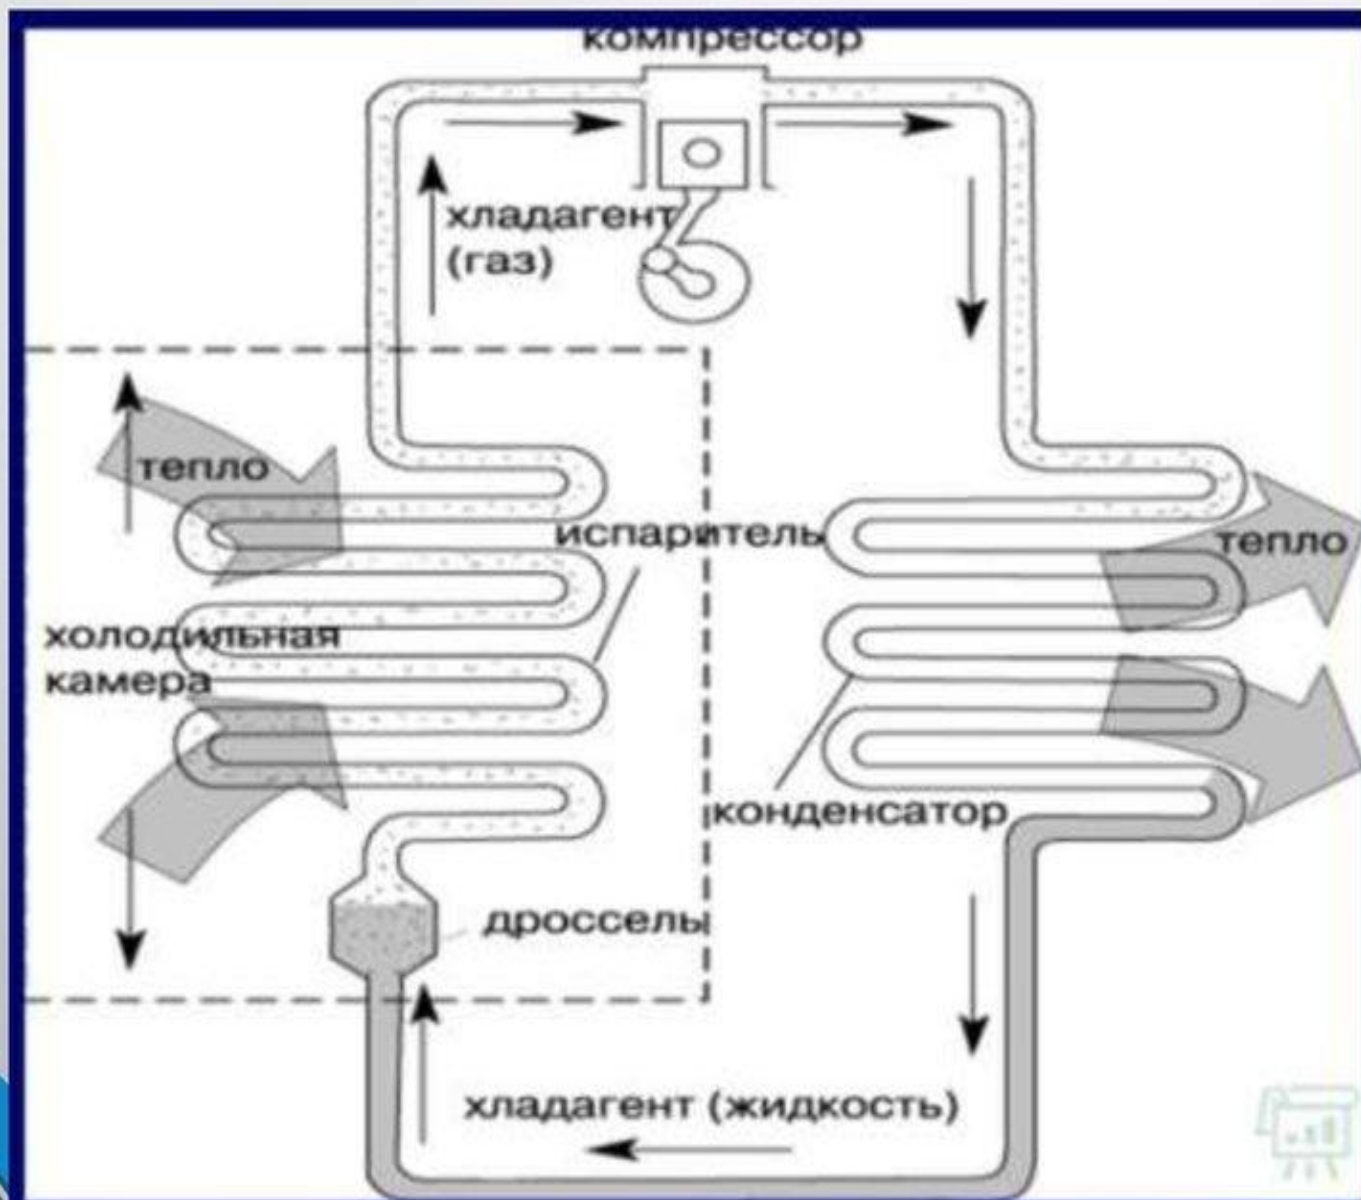 компрессор
хладагент
(газ)
тепло
испаритель
тепло
холодильная
камера
конденсатор
дроссель
хладагент (жидкость)